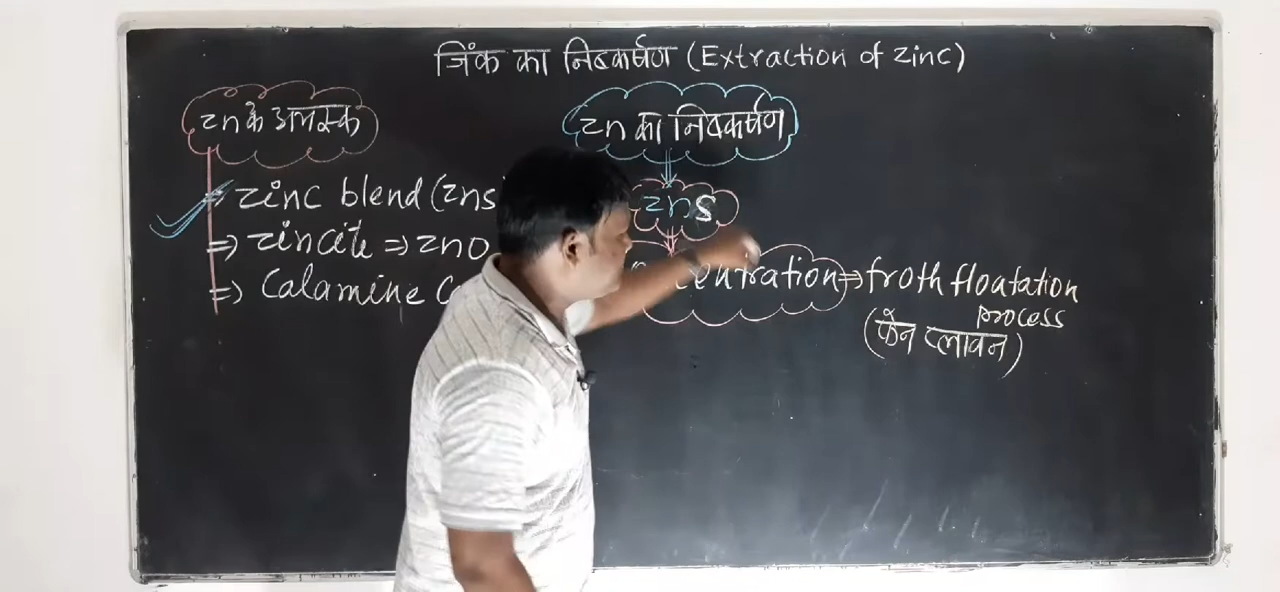 जिंक का निष्कर्षण (Extraction of zinc)
zn के अयस्क
zn का निष्कर्षण
zinc blend (zns
zns
zincite ⇒ zno
Calamine
⇒ froth floatation
process
(फेन प्लावन)